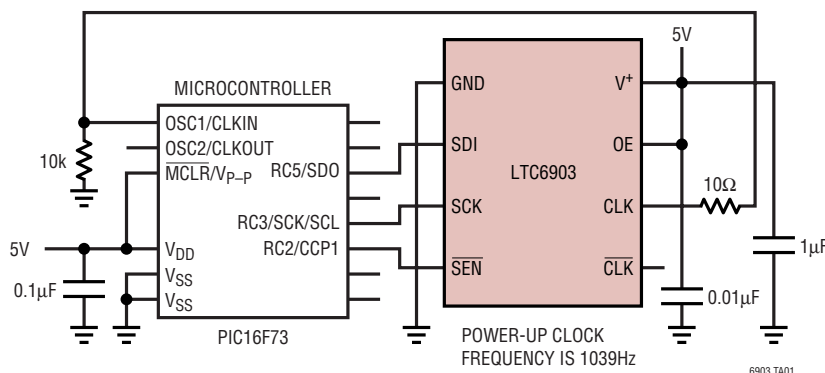 5V
MICROCONTROLLER
OSC1/CLKIN
OSC2/CLKOUT
MCLR/VP–P
RC5/SDO
RC3/SCK/SCL
RC2/CCP1
VDD
VSS
VSS
10k
5V
0.1µF
PIC16F73
GND
SDI
SCK
SEN
LTC6903
V+
OE
CLK
CLK
10Ω
1µF
0.01µF
POWER-UP CLOCK
FREQUENCY IS 1039Hz
6903 TA01